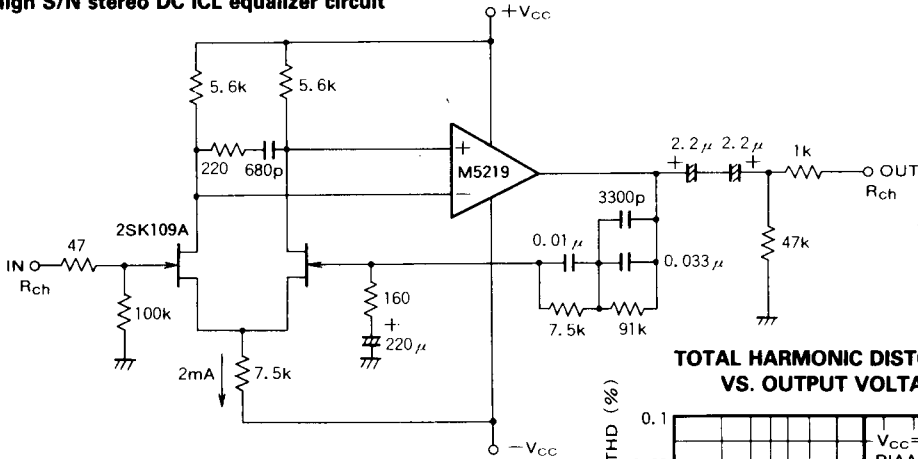 high S/N stereo DC ICL equalizer circuit
+VCC
5.6k
5.6k
220
680p
+
M5219
−
2.2μ
2.2μ
+
+
1k
OUT
Rch
3300p
2SK109A
47
IN
Rch
0.01μ
0.033μ
47k
100k
160
+
220μ
7.5k
91k
2mA
7.5k
−VCC
TOTAL HARMONIC DIST
VS. OUTPUT VOLTA
THD (%)
0.1
VCC=